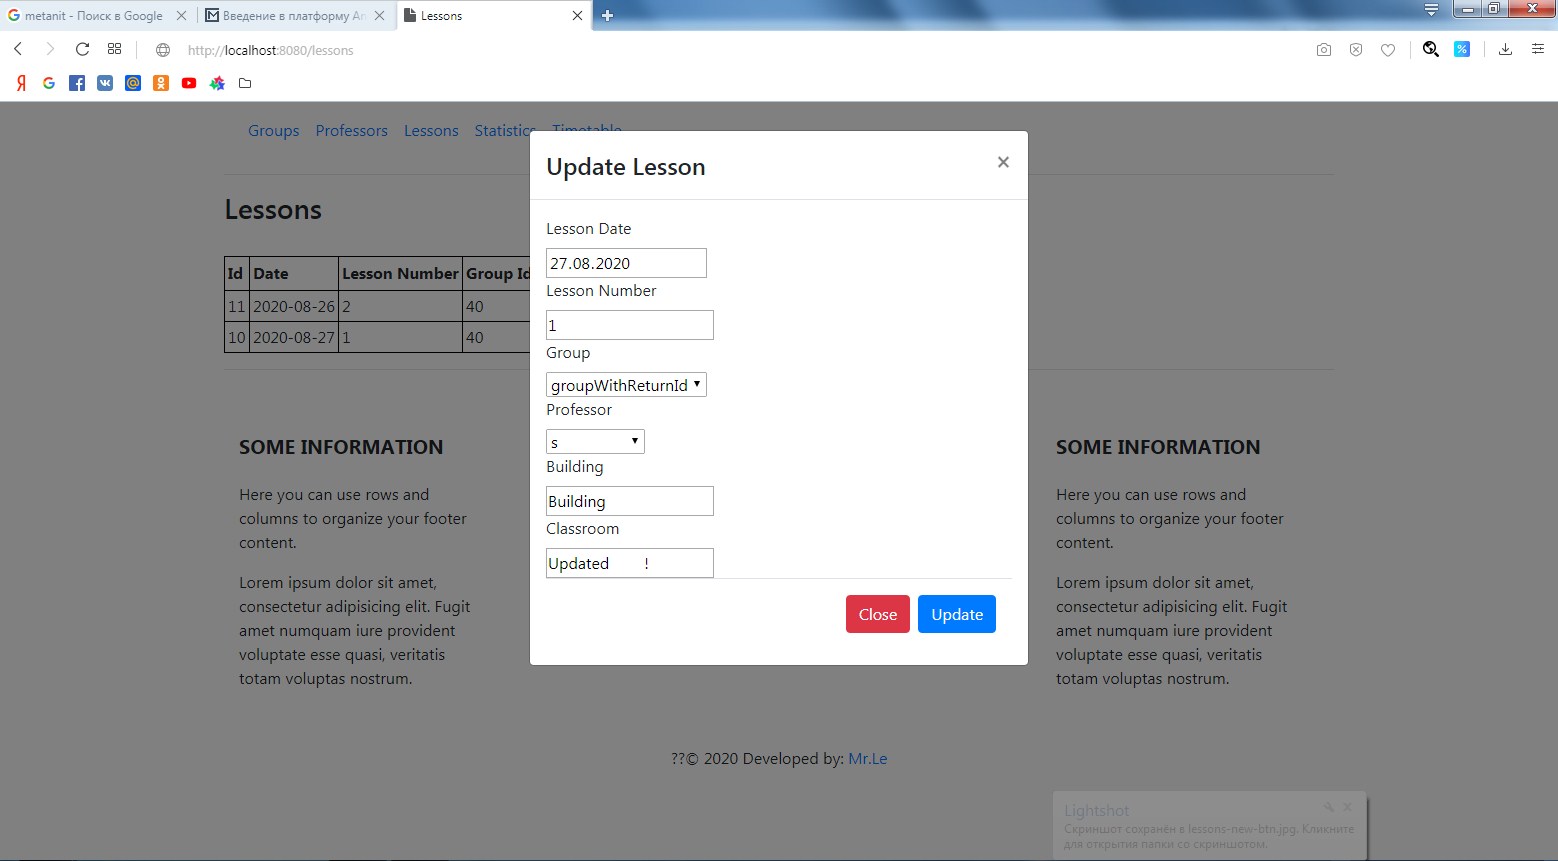 metanit - Поиск в Google
Введение в платформу An
Lessons
http://localhost:8080/lessons
Groups Professors Lessons Statistics Timetable
Lessons
Id Date Lesson Number Group Id
11 2020-08-26 2 40
10 2020-08-27 1 40
Update Lesson
×
Lesson Date
27.08.2020
Lesson Number
1
Group
groupWithReturnId
Professor
s
Building
Building
Classroom
Updated !
Close Update
SOME INFORMATION
Here you can use rows and
columns to organize your footer
content.
Lorem ipsum dolor sit amet,
consectetur adipisicing elit. Fugit
amet numquam iure provident
voluptate esse quasi, veritatis
totam voluptas nostrum.
SOME INFORMATION
Here you can use rows and
columns to organize your footer
content.
Lorem ipsum dolor sit amet,
consectetur adipisicing elit. Fugit
amet numquam iure provident
voluptate esse quasi, veritatis
totam voluptas nostrum.
??© 2020 Developed by: Mr.Le
Lightshot
Скриншот сохранён в lessons-new-btn.jpg. Кликните
для открытия папки со скриншотом.